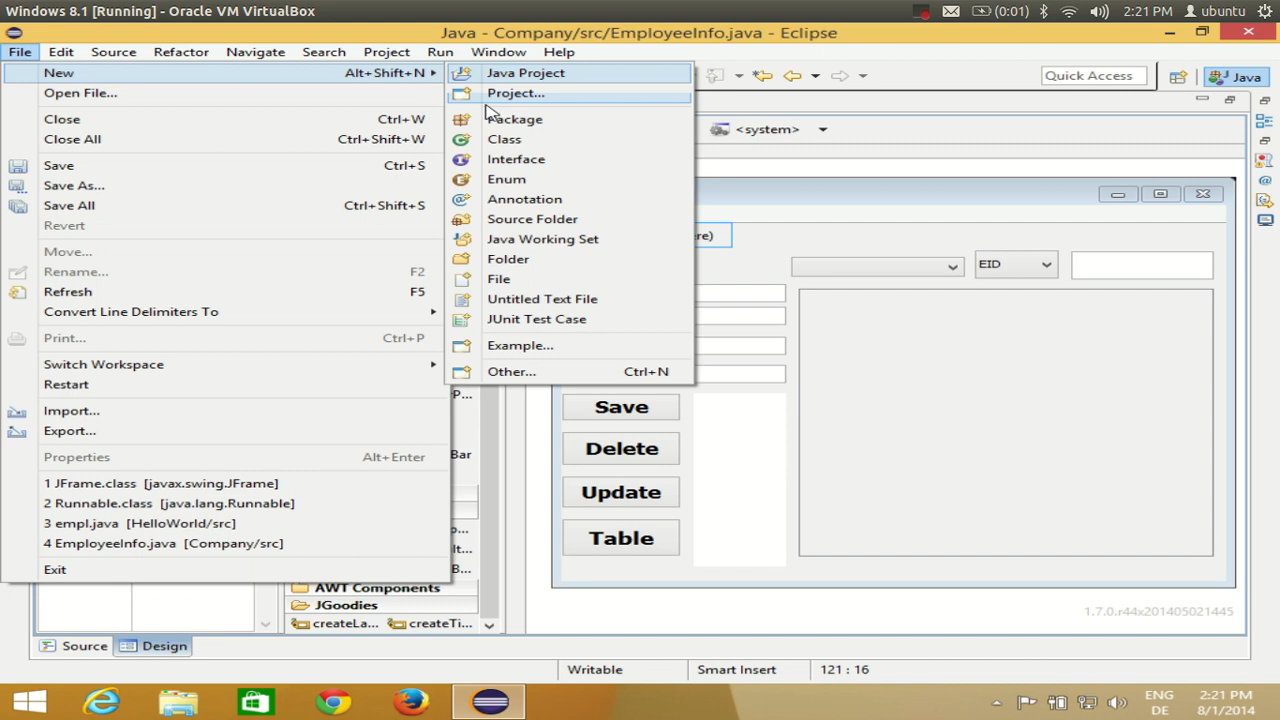 Windows 8.1 [Running] - Oracle VM VirtualBox
(0:01)
2:21 PM
ubuntu
Java - Company/src/EmployeeInfo.java - Eclipse
File Edit Source Refactor Navigate Search Project Run Window Help
New Alt+Shift+N
Open File...
Close Ctrl+W
Close All Ctrl+Shift+W
Save Ctrl+S
Save As...
Save All Ctrl+Shift+S
Revert
Move...
Rename... F2
Refresh F5
Convert Line Delimiters To
Print... Ctrl+P
Switch Workspace
Restart
Import...
Export...
Properties Alt+Enter
1 JFrame.class [javax.swing.JFrame]
2 Runnable.class [java.lang.Runnable]
3 empl.java [HelloWorld/src]
4 EmployeeInfo.java [Company/src]
Exit
Java Project
Project...
Package
Class
Interface
Enum
Annotation
Source Folder
Java Working Set
Folder
File
Untitled Text File
JUnit Test Case
Example...
Other... Ctrl+N
Quick Access
Java
<system>
EID
Save
Delete
Update
Table
AWT Components
JGoodies
createLa... createTi...
1.7.0.r44x201405021445
Source Design
Writable Smart Insert 121 : 16
ENG
DE
2:21 PM
8/1/2014